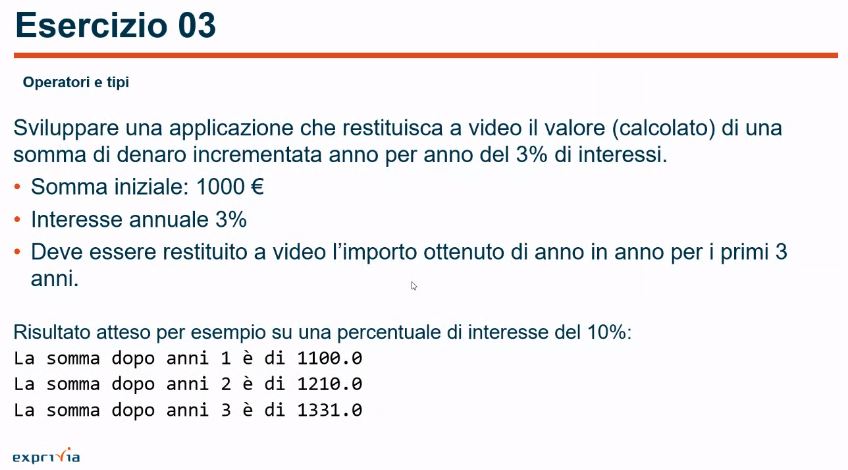 Esercizio 03
Operatori e tipi
Sviluppare una applicazione che restituisca a video il valore (calcolato) di una
somma di denaro incrementata anno per anno del 3% di interessi.
• Somma iniziale: 1000 €
• Interesse annuale 3%
• Deve essere restituito a video l’importo ottenuto di anno in anno per i primi 3
anni.
Risultato atteso per esempio su una percentuale di interesse del 10%:
La somma dopo anni 1 è di 1100.0
La somma dopo anni 2 è di 1210.0
La somma dopo anni 3 è di 1331.0
exprivia